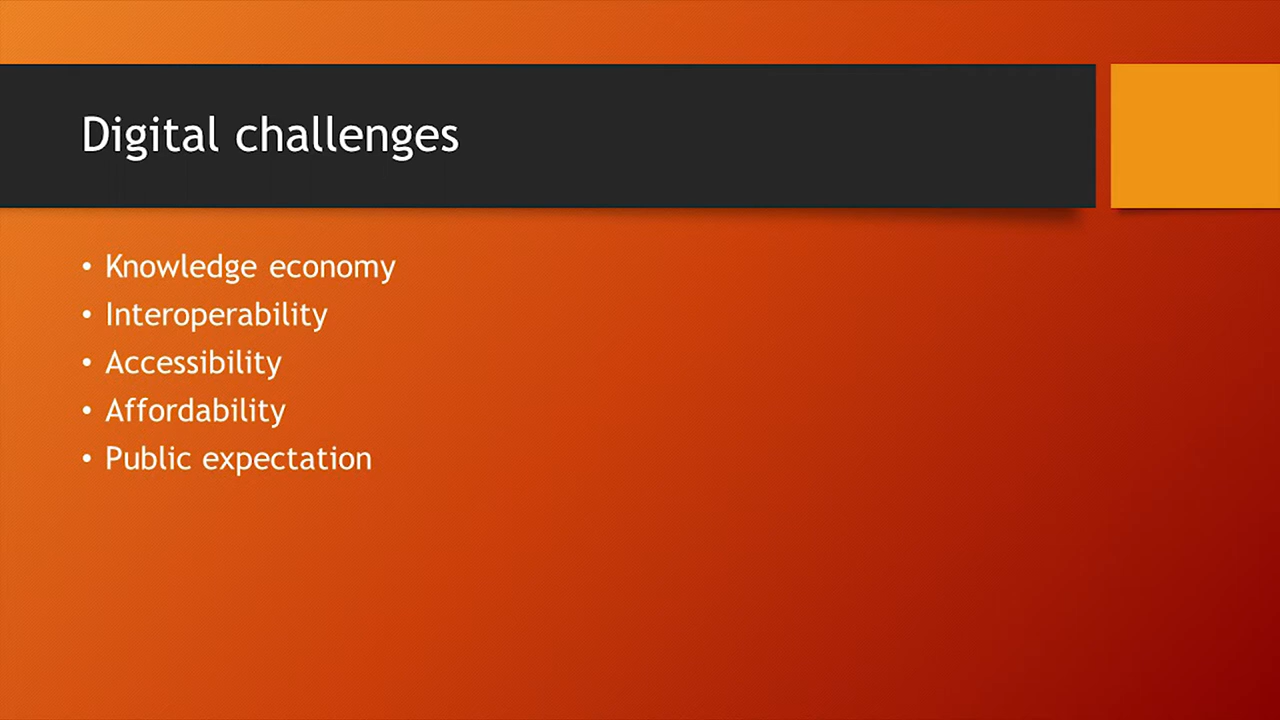 Digital challenges
• Knowledge economy
• Interoperability
• Accessibility
• Affordability
• Public expectation